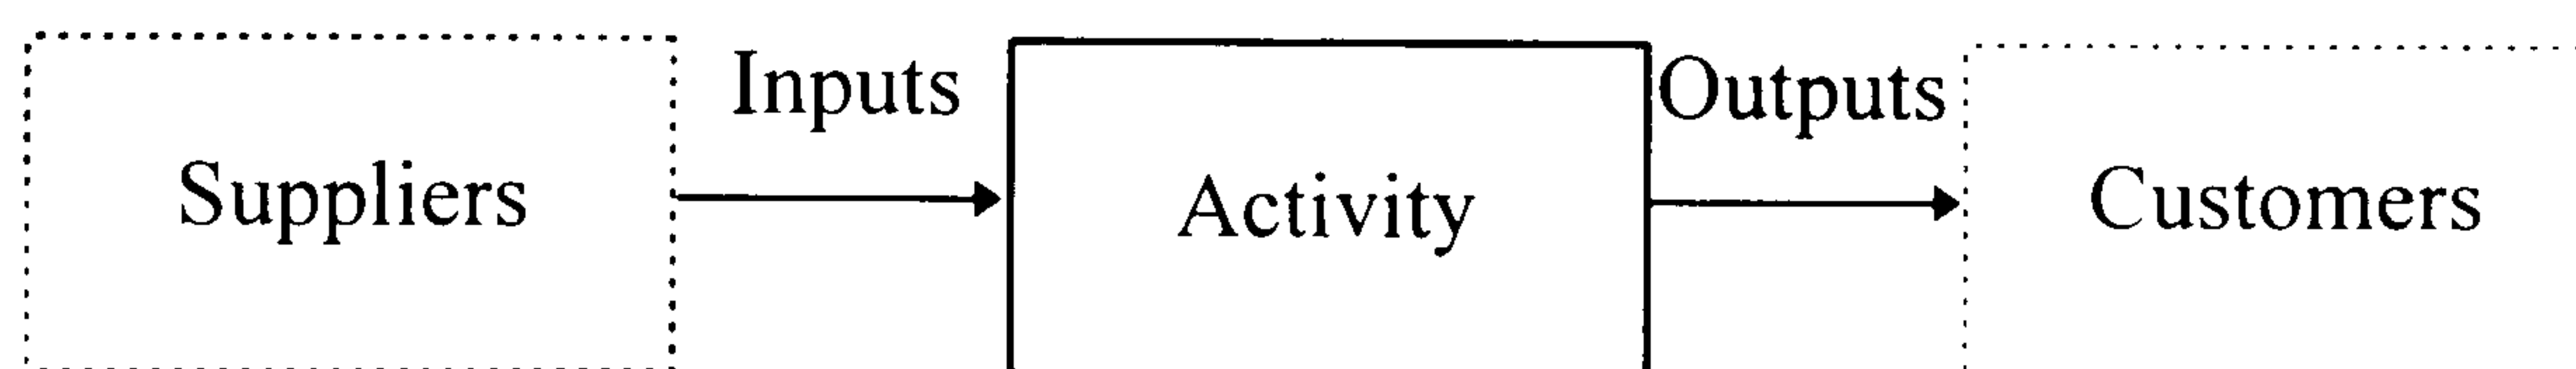 Inputs
Outputs
Suppliers
Activity
Customers